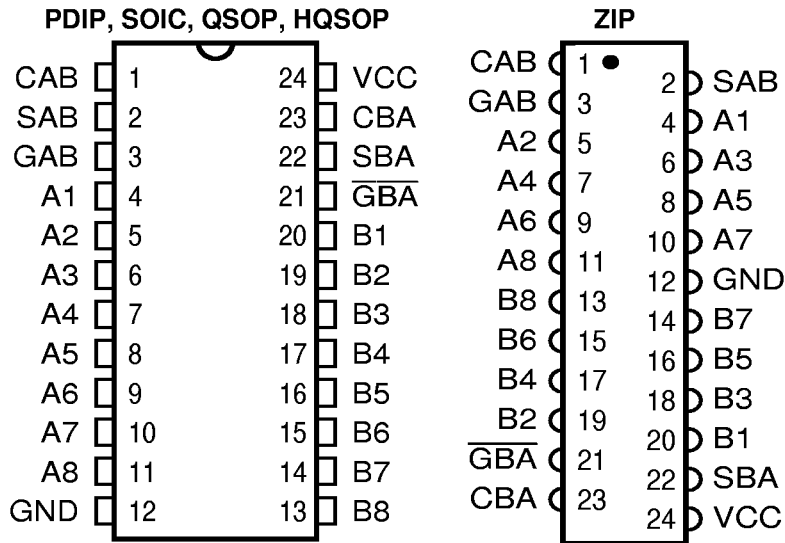 PDIP, SOIC, QSOP, HQSOP
CAB 1 24 VCC
SAB 2 23 CBA
GAB 3 22 SBA
A1 4 21 G̅B̅A̅
A2 5 20 B1
A3 6 19 B2
A4 7 18 B3
A5 8 17 B4
A6 9 16 B5
A7 10 15 B6
A8 11 14 B7
GND 12 13 B8
ZIP
CAB 1
2 SAB
GAB 3
4 A1
A2 5
6 A3
A4 7
8 A5
A6 9
10 A7
A8 11
12 GND
B8 13
14 B7
B6 15
16 B5
B4 17
18 B3
B2 19
20 B1
G̅B̅A̅ 21
22 SBA
CBA 23
24 VCC